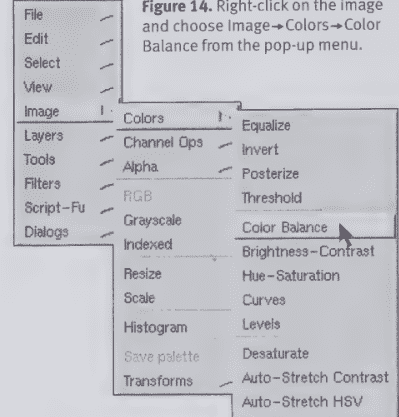 Figure 14. Right-click on the image
and choose Image→Colors→Color
Balance from the pop-up menu.
File
Edit
Select
View
Image
Layers
Tools
Filters
Script-Fu
Dialogs
Colors
Channel Ops
Alpha
RGB
Grayscale
Indexed
Resize
Scale
Histogram
Save palette
Transforms
Equalize
Invert
Posterize
Threshold
Color Balance
Brightness-Contrast
Hue-Saturation
Curves
Levels
Desaturate
Auto-Stretch Contrast
Auto-Stretch HSV